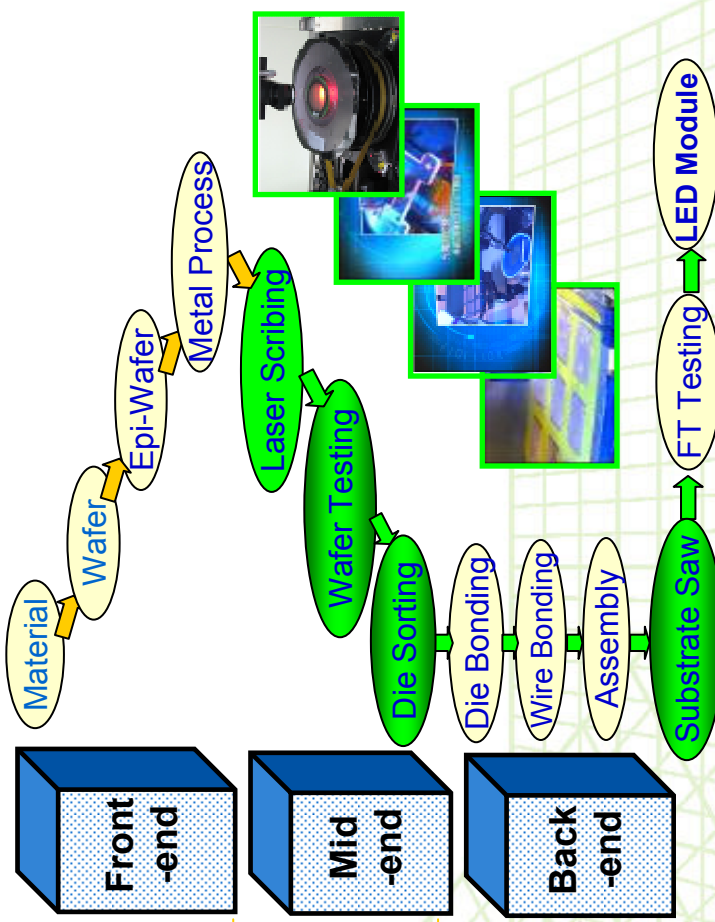 Front
-end
Material
Wafer
Epi-Wafer
Metal Process
Mid
-end
Laser Scribing
Wafer Testing
Die Sorting
Back
-end
Die Bonding
Wire Bonding
Assembly
Substrate Saw
FT Testing
LED Module